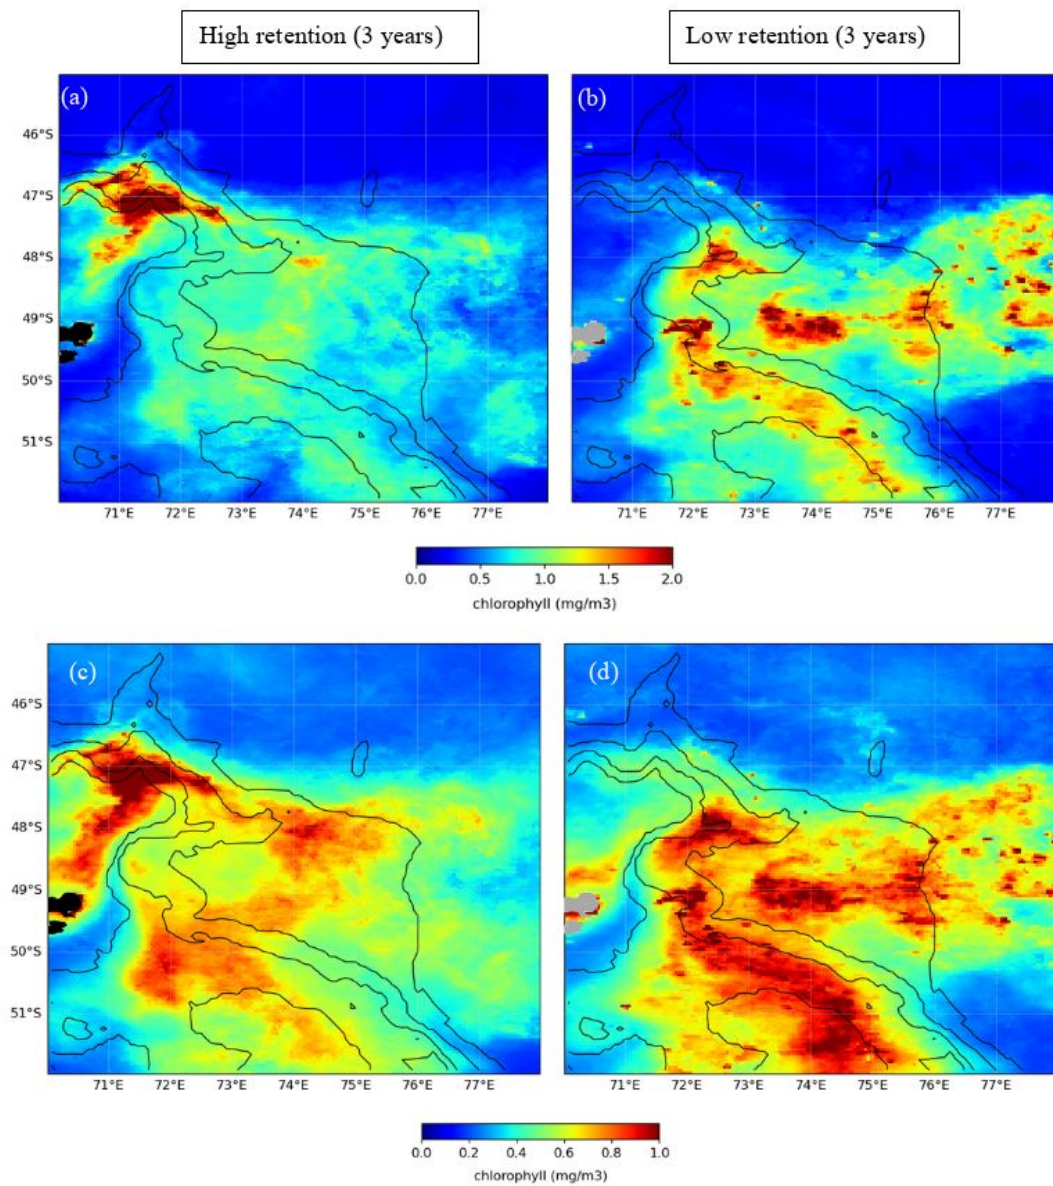 High retention (3 years)
Low retention (3 years)
(a)
(b)
46°S
47°S
48°S
49°S
50°S
51°S
71°E 72°E 73°E 74°E 75°E 76°E 77°E
71°E 72°E 73°E 74°E 75°E 76°E 77°E
0.0 0.5 1.0 1.5 2.0
chlorophyll (mg/m3)
(c)
(d)
46°S
47°S
48°S
49°S
50°S
51°S
71°E 72°E 73°E 74°E 75°E 76°E 77°E
71°E 72°E 73°E 74°E 75°E 76°E 77°E
0.0 0.2 0.4 0.6 0.8 1.0
chlorophyll (mg/m3)